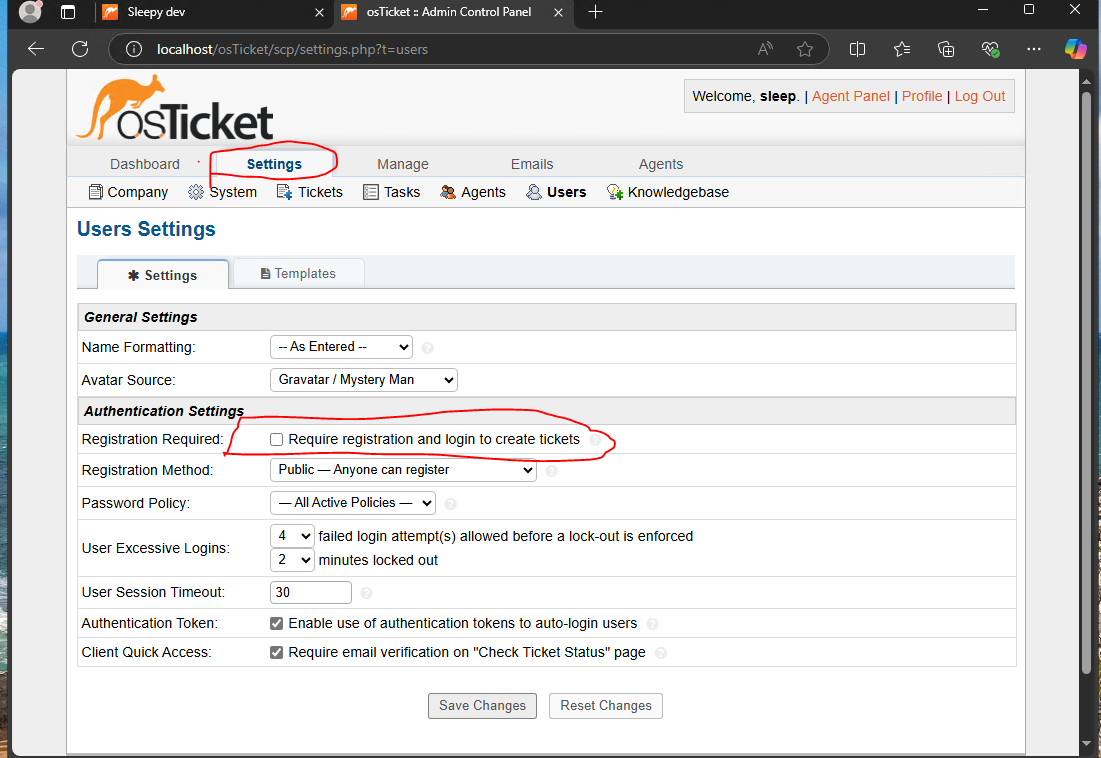 Sleepy dev
osTicket :: Admin Control Panel
localhost/osTicket/scp/settings.php?t=users
osTicket
Welcome, sleep. | Agent Panel | Profile | Log Out
Dashboard Settings Manage Emails Agents
Company System Tickets Tasks Agents Users Knowledgebase
Users Settings
Settings Templates
General Settings
Name Formatting: -- As Entered --
Avatar Source: Gravatar / Mystery Man
Authentication Settings
Registration Required: Require registration and login to create tickets
Registration Method: Public — Anyone can register
Password Policy: — All Active Policies —
User Excessive Logins: 4 failed login attempt(s) allowed before a lock-out is enforced
2 minutes locked out
User Session Timeout: 30
Authentication Token: Enable use of authentication tokens to auto-login users
Client Quick Access: Require email verification on "Check Ticket Status" page
Save Changes Reset Changes